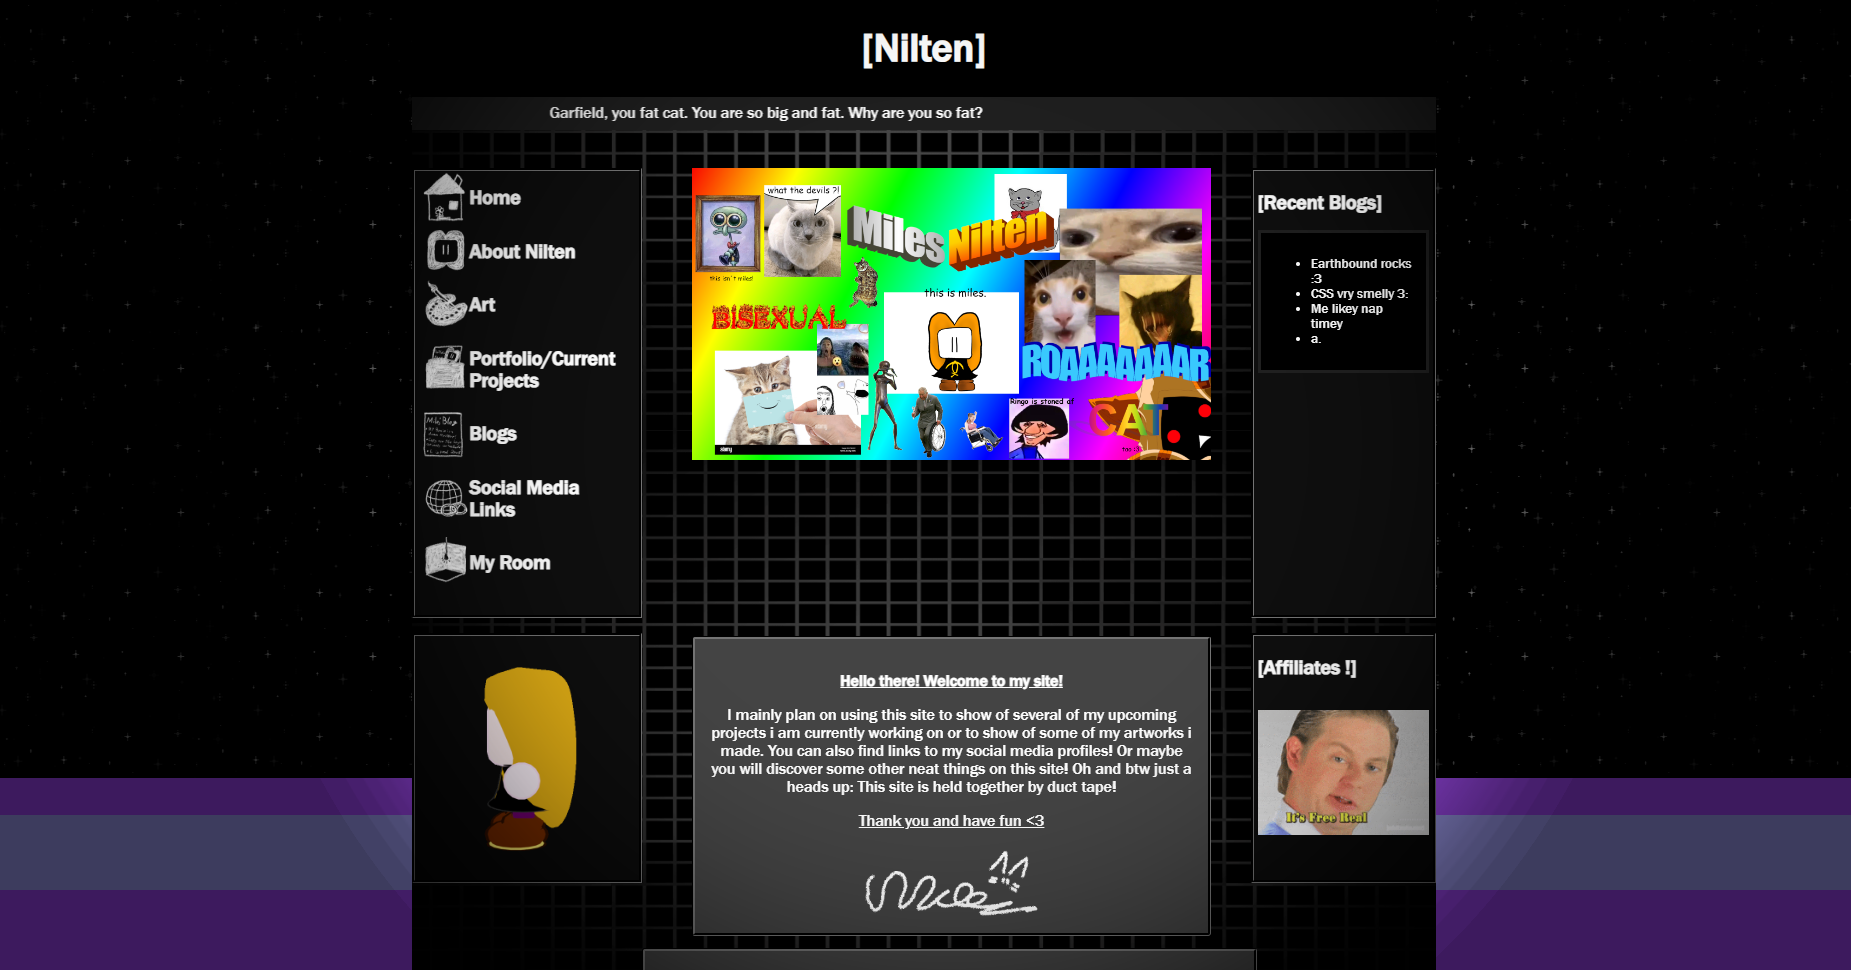 [Nilten]
Garfield, you fat cat. You are so big and fat. Why are you so fat?
Home
About Nilten
Art
Portfolio/Current
Projects
Blogs
Social Media
Links
My Room
what the devils ?!
this isn't miles!
Miles Nilten
BISEXUAL
this is miles.
ROAAAAAAAR
Ringo is stoned af
CAT
[Recent Blogs]
Earthbound rocks
:3
CSS vry smelly 3:
Me likey nap
timey
a.
Hello there! Welcome to my site!
I mainly plan on using this site to show of several of my upcoming
projects i am currently working on or to show of some of my artworks i
made. You can also find links to my social media profiles! Or maybe
you will discover some other neat things on this site! Oh and btw just a
heads up: This site is held together by duct tape!
Thank you and have fun <3
[Affiliates !]
It's Free Real